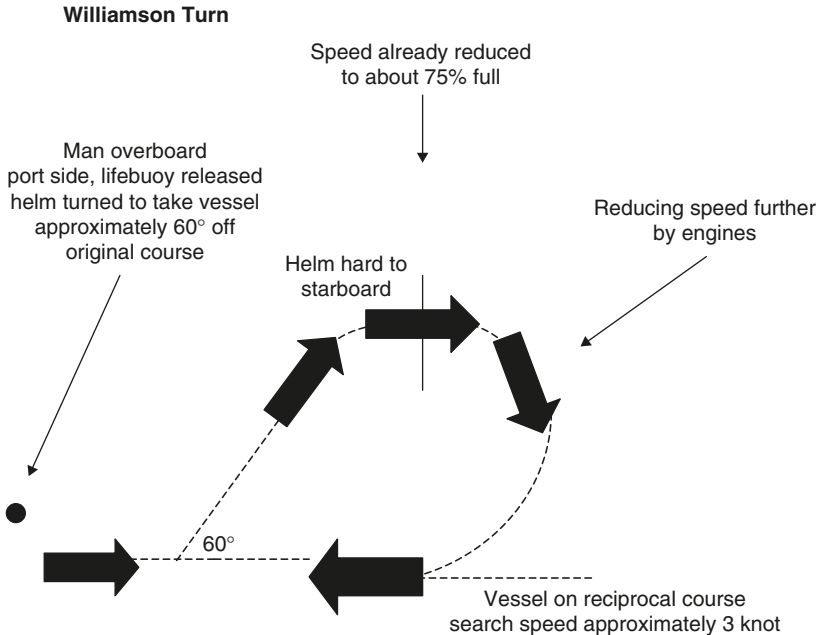 Williamson Turn
Speed already reduced
to about 75% full
Man overboard
port side, lifebuoy released
helm turned to take vessel
approximately 60° off
original course
Reducing speed further
by engines
Helm hard to
starboard
60°
Vessel on reciprocal course
search speed approximately 3 knot